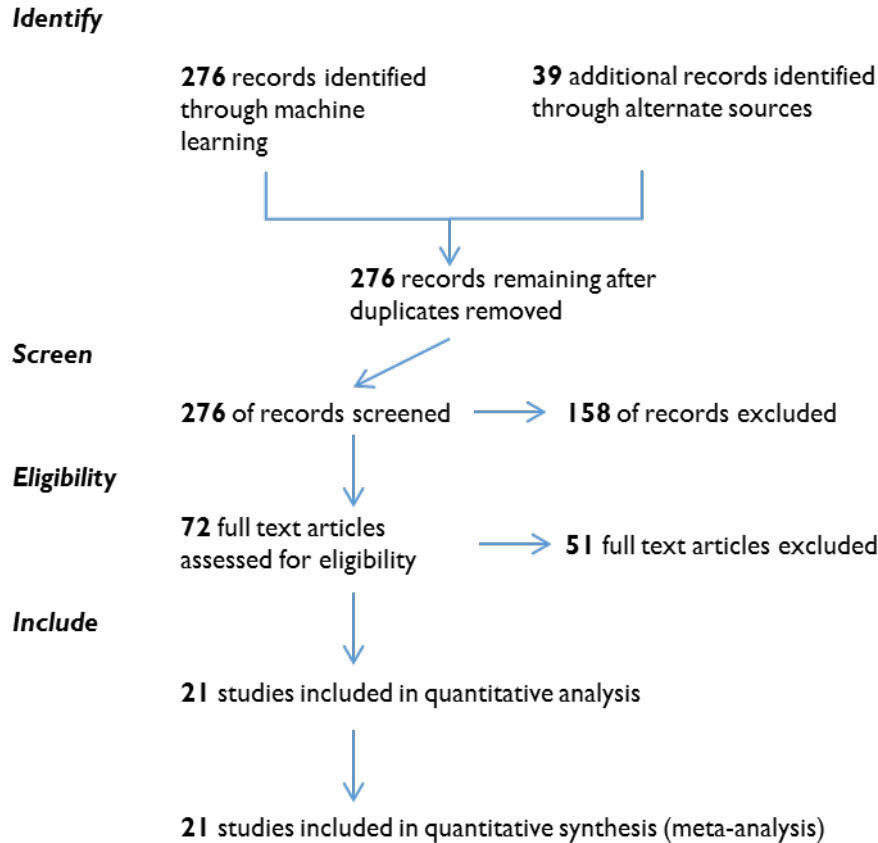 Identify
276 records identified
through machine
learning
39 additional records identified
through alternate sources
276 records remaining after
duplicates removed
Screen
276 of records screened
158 of records excluded
Eligibility
72 full text articles
assessed for eligibility
51 full text articles excluded
Include
21 studies included in quantitative analysis
21 studies included in quantitative synthesis (meta-analysis)